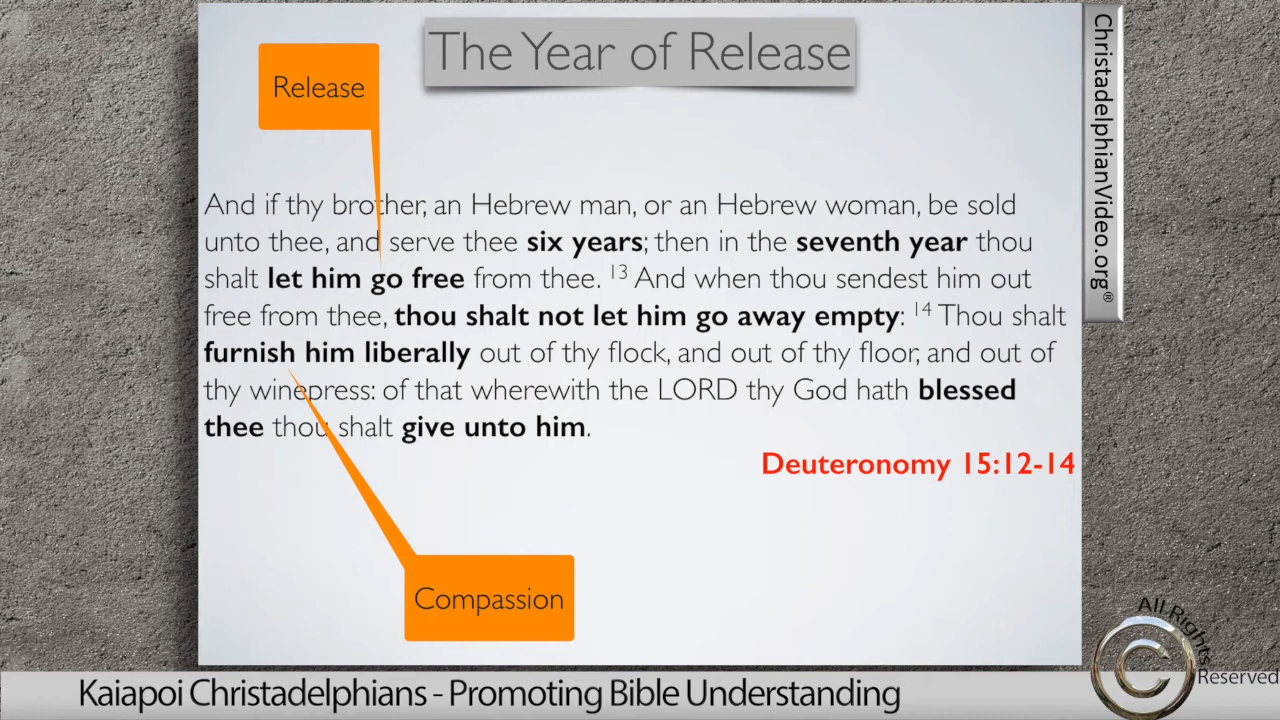 The Year of Release
Release
And if thy brother, an Hebrew man, or an Hebrew woman, be sold
unto thee, and serve thee six years; then in the seventh year thou
shalt let him go free from thee. 13 And when thou sendest him out
free from thee, thou shalt not let him go away empty: 14 Thou shalt
furnish him liberally out of thy flock, and out of thy floor, and out of
thy winepress: of that wherewith the LORD thy God hath blessed
thee thou shalt give unto him.
Deuteronomy 15:12-14
Compassion
ChristadelphianVideo.org®
All Rights
Reserved
C
Kaiapoi Christadelphians - Promoting Bible Understanding